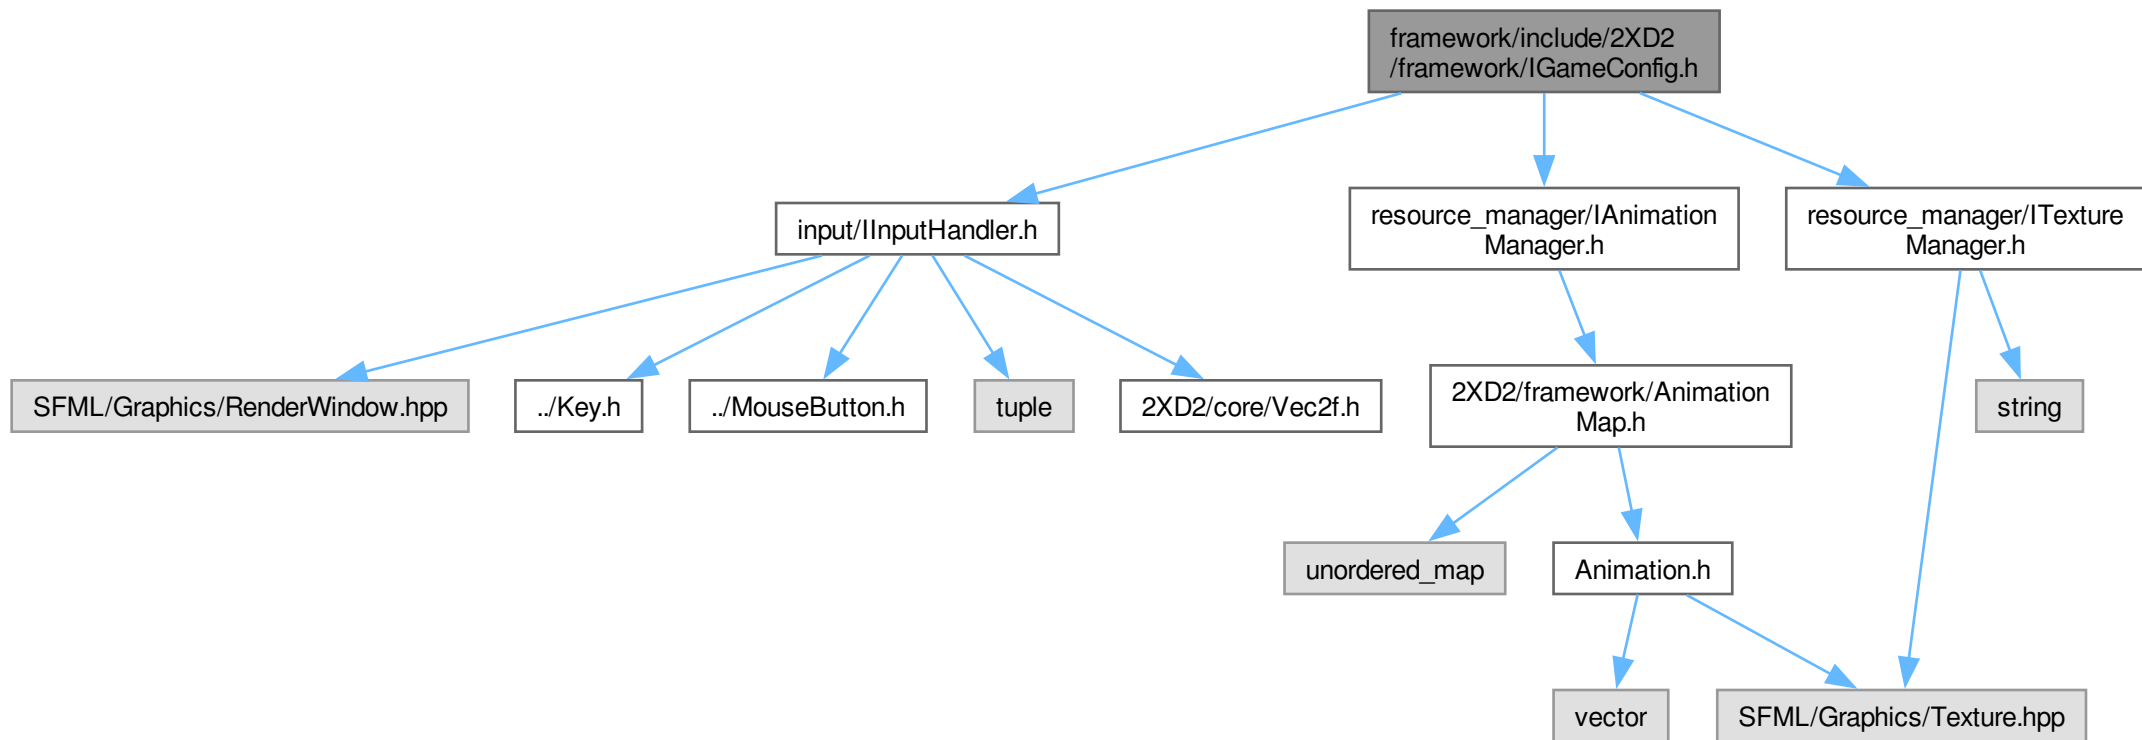 framework/include/2XD2
/framework/IGameConfig.h
input/IInputHandler.h
resource_manager/IAnimation
Manager.h
resource_manager/ITexture
Manager.h
SFML/Graphics/RenderWindow.hpp
../Key.h
../MouseButton.h
tuple
2XD2/core/Vec2f.h
2XD2/framework/Animation
Map.h
string
unordered_map
Animation.h
vector
SFML/Graphics/Texture.hpp